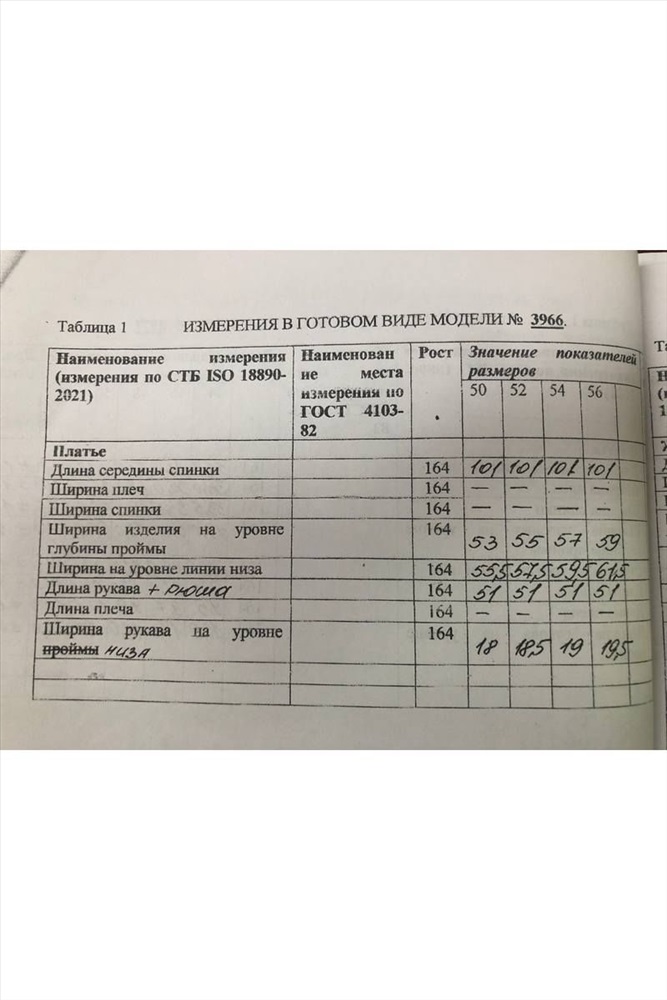 Таблица 1 ИЗМЕРЕНИЯ В ГОТОВОМ ВИДЕ МОДЕЛИ № 3966.
Наименование измерения (измерения по СТБ ISO 18890-2021) Наименование места измерения по ГОСТ 4103-82 Рост Значение показателей размеров
50 52 54 56
Платье
Длина середины спинки 164 101 101 101 101
Ширина плеч 164 — — — —
Ширина спинки 164 — — — —
Ширина изделия на уровне глубины проймы 164 53 55 57 59
Ширина на уровне линии низа 164 55,5 57,5 59,5 61,5
Длина рукава + рюша 164 51 51 51 51
Длина плеча 164 — — — —
Ширина рукава на уровне проймы низа 164 18 18,5 19 19,5